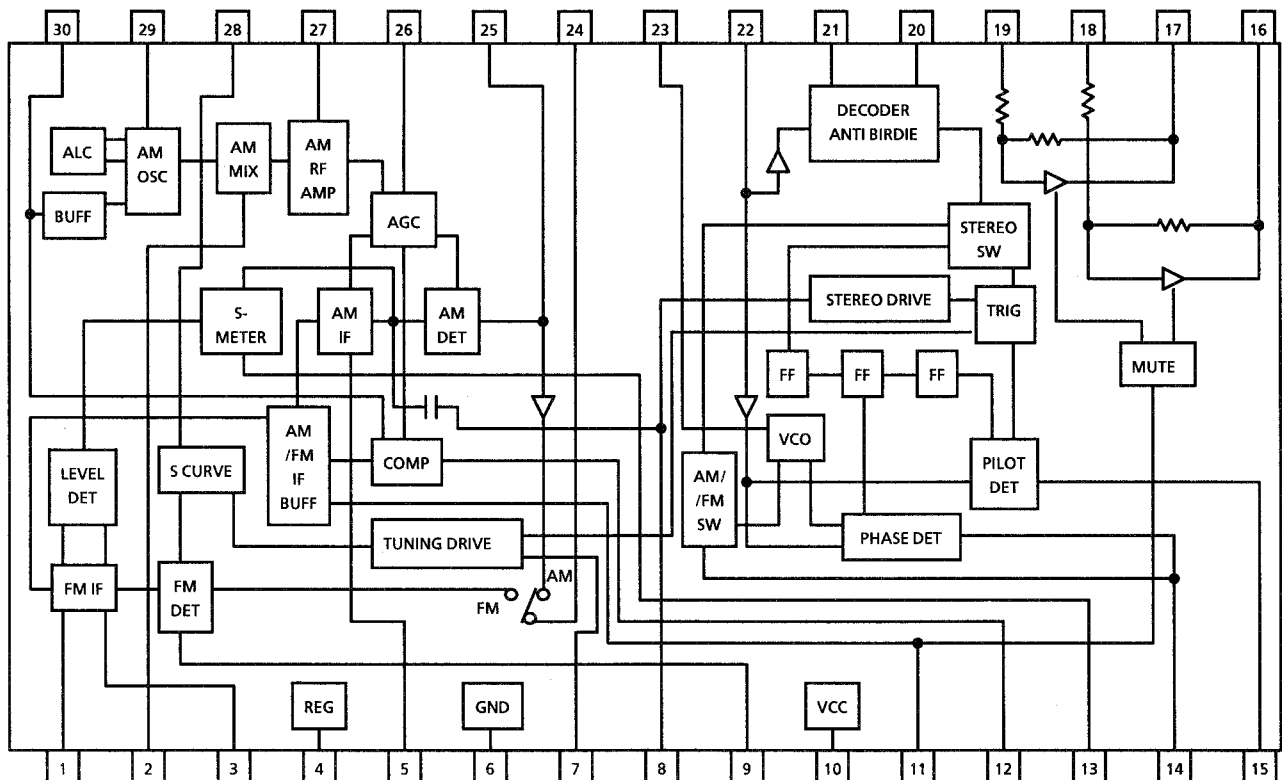 30 29 28 27 26 25 24 23 22 21 20 19 18 17 16
ALC
AM
OSC
AM
MIX
AM
RF
AMP
DECODER
ANTI BIRDIE
BUFF
AGC
STEREO
SW
S-
METER
AM
IF
AM
DET
STEREO DRIVE
TRIG
FF
FF
FF
MUTE
AM
/FM
IF
BUFF
COMP
VCO
LEVEL
DET
S CURVE
AM/
/FM
SW
PILOT
DET
TUNING DRIVE
PHASE DET
FM IF
FM
DET
FM
AM
REG
GND
VCC
1 2 3 4 5 6 7 8 9 10 11 12 13 14 15